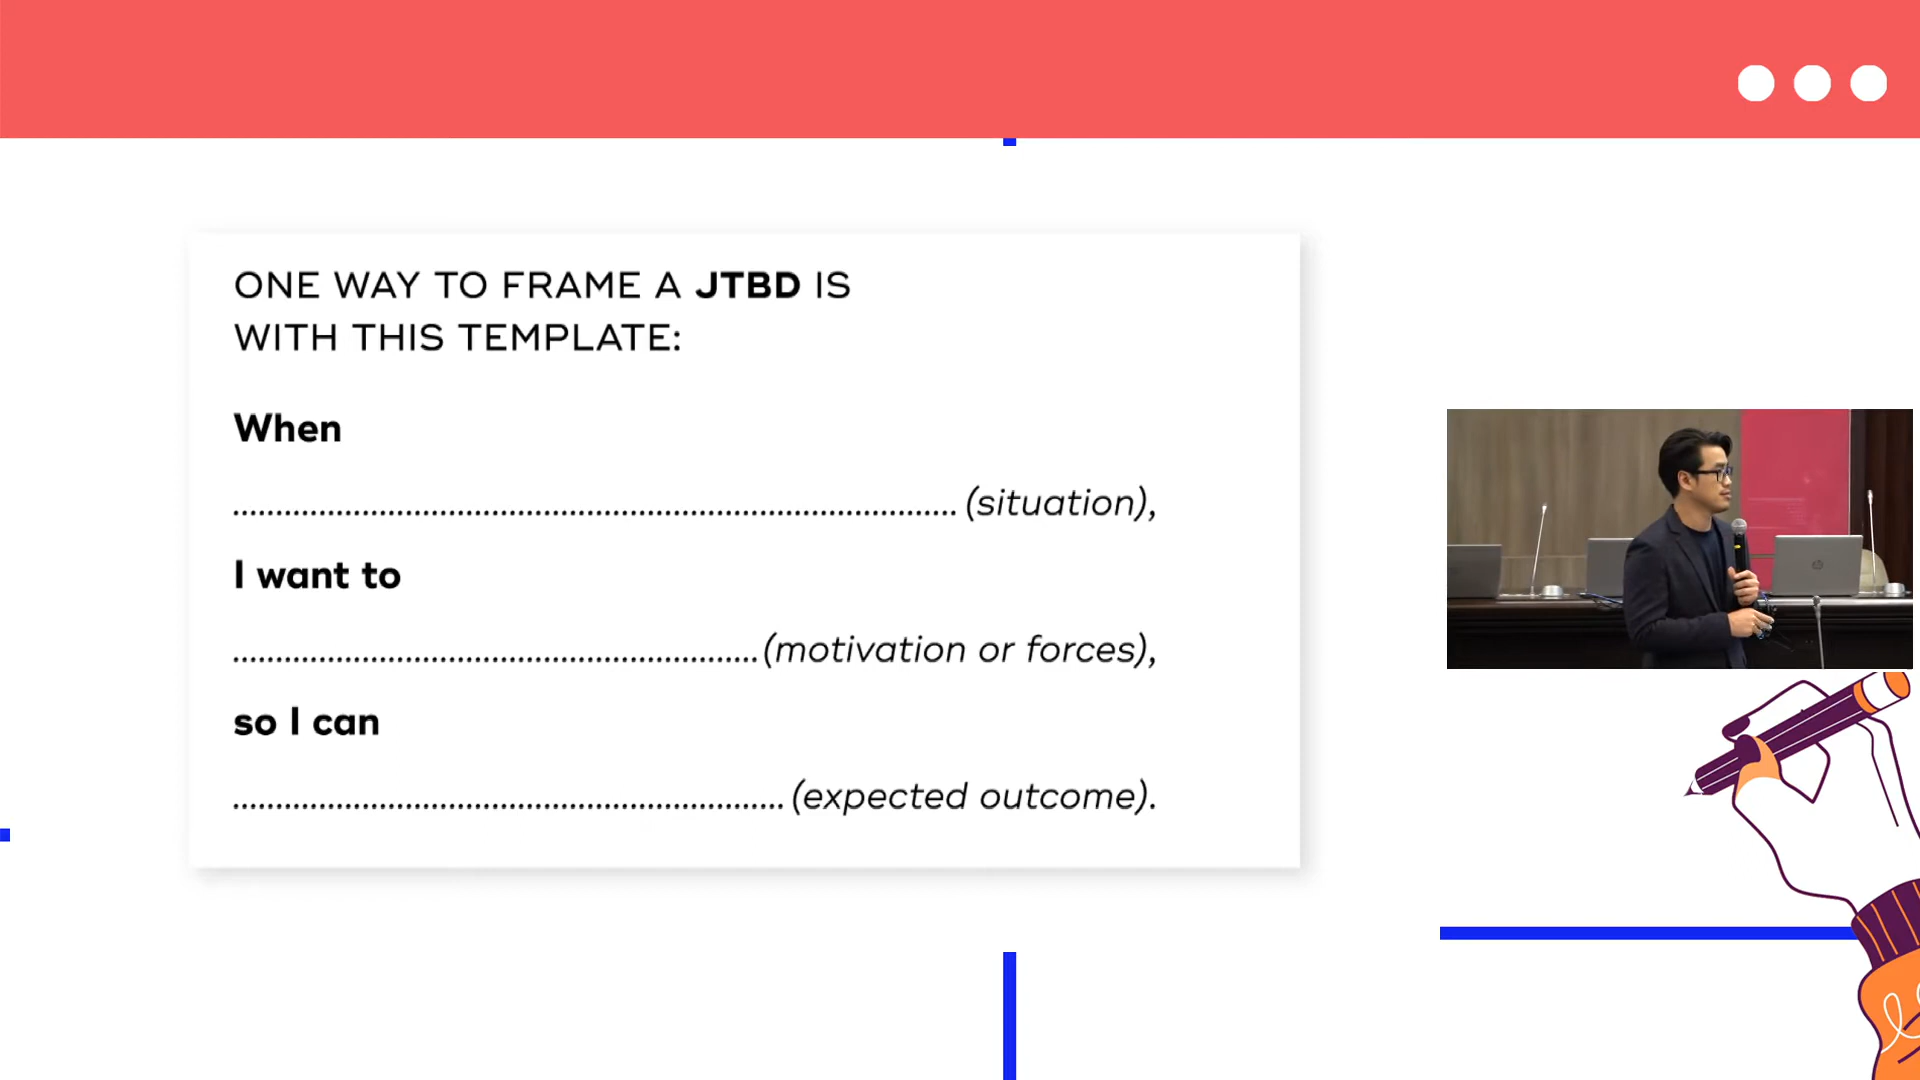 ONE WAY TO FRAME A JTBD IS
WITH THIS TEMPLATE:
When
.................................................................................... (situation),
I want to
.............................................................(motivation or forces),
so I can
................................................................ (expected outcome).